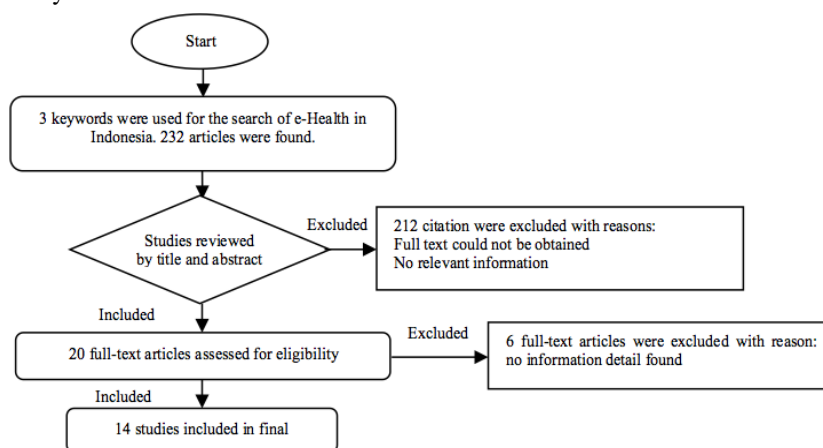 Start
3 keywords were used for the search of e-Health in
Indonesia. 232 articles were found.
Studies reviewed
by title and abstract
Excluded
212 citation were excluded with reasons:
Full text could not be obtained
No relevant information
Included
20 full-text articles assessed for eligibility
Excluded
6 full-text articles were excluded with reason:
no information detail found
Included
14 studies included in final